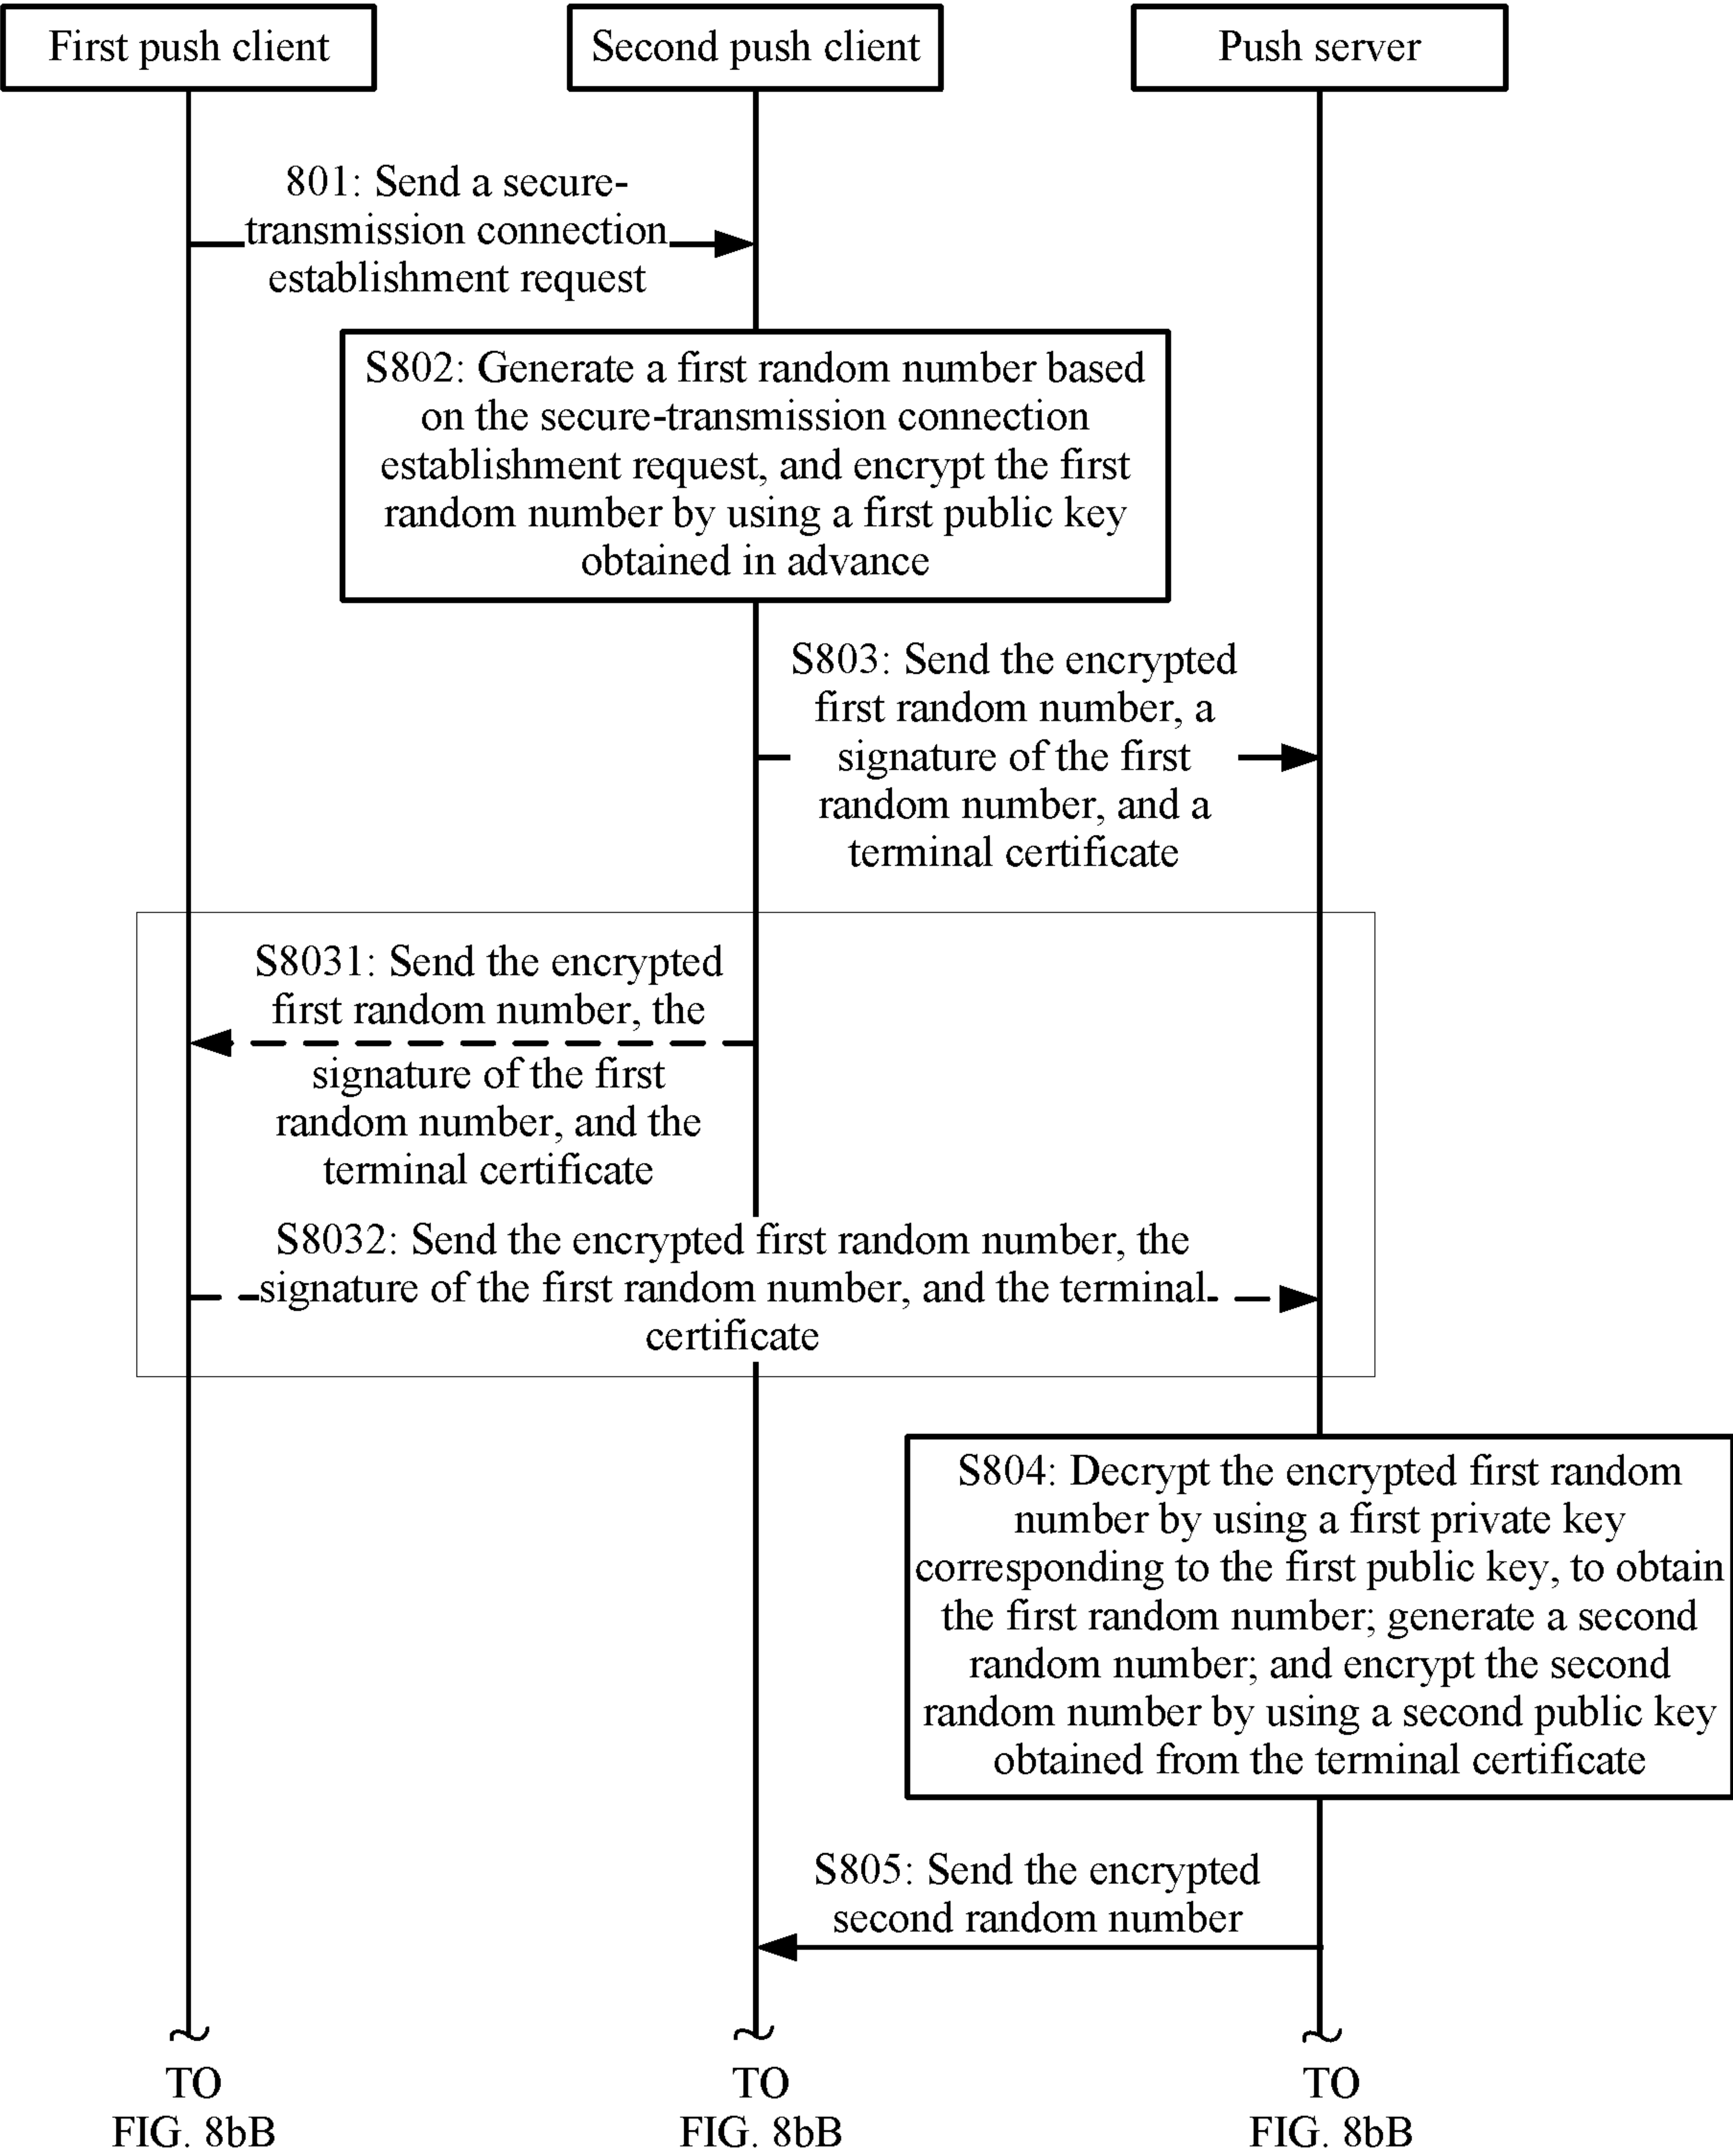 First push client
Second push client
Push server
801: Send a secure-
transmission connection
establishment request
S802: Generate a first random number based
on the secure-transmission connection
establishment request, and encrypt the first
random number by using a first public key
obtained in advance
S803: Send the encrypted
first random number, a
signature of the first
random number, and a
terminal certificate
S8031: Send the encrypted
first random number, the
signature of the first
random number, and the
terminal certificate
S8032: Send the encrypted first random number, the
signature of the first random number, and the terminal
certificate
S804: Decrypt the encrypted first random
number by using a first private key
corresponding to the first public key, to obtain
the first random number; generate a second
random number; and encrypt the second
random number by using a second public key
obtained from the terminal certificate
S805: Send the encrypted
second random number
TO
FIG. 8bB
TO
FIG. 8bB
TO
FIG. 8bB